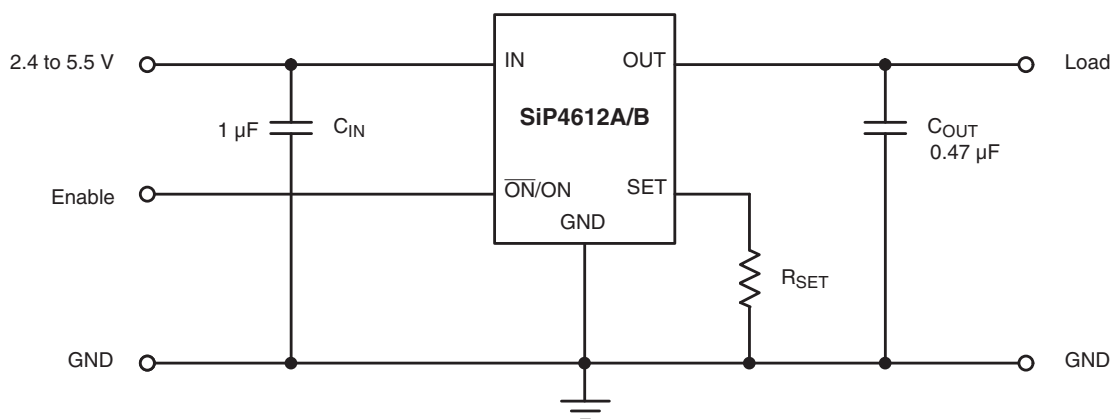 2.4 to 5.5 V
IN
OUT
Load
SiP4612A/B
1 µF
C_IN
C_OUT
0.47 µF
Enable
O̅N̅/ON
SET
GND
R_SET
GND
GND